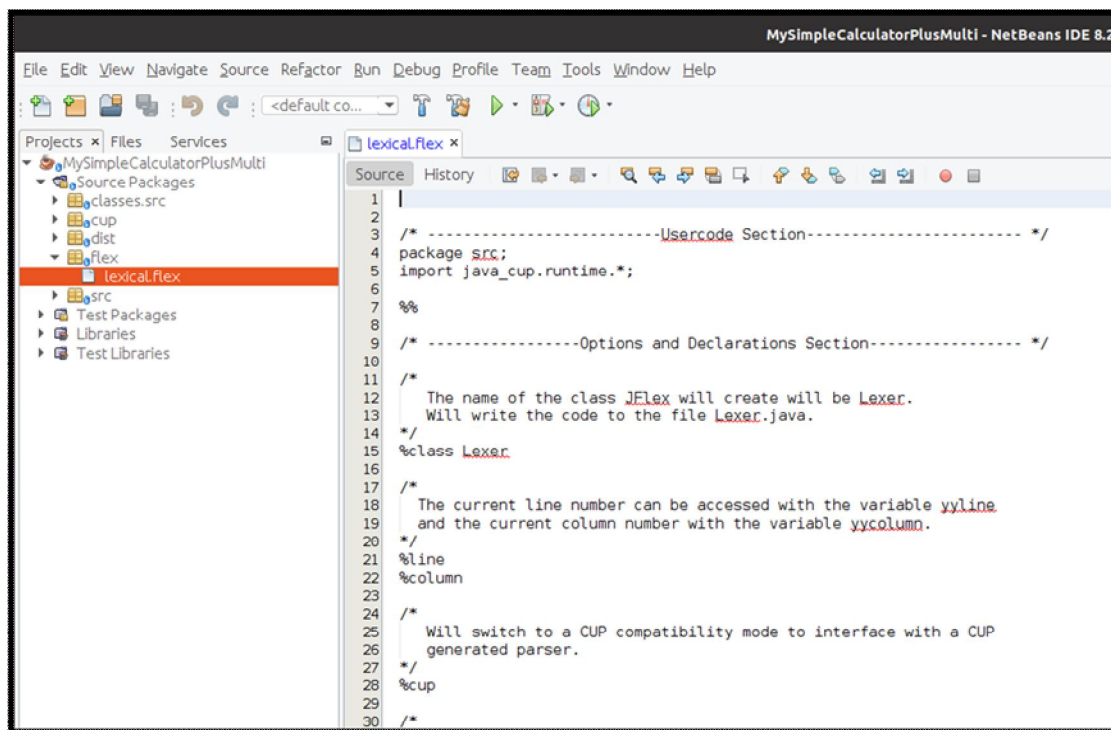 MySimpleCalculatorPlusMulti - NetBeans IDE 8.2
File Edit View Navigate Source Refactor Run Debug Profile Team Tools Window Help
<default co...
Projects × Files Services
MySimpleCalculatorPlusMulti
Source Packages
classes.src
cup
dist
flex
lexical.flex
src
Test Packages
Libraries
Test Libraries
lexical.flex ×
Source History
1
2
3 /* --------------------------Usercode Section------------------------ */
4 package src;
5 import java_cup.runtime.*;
6
7 %%
8
9 /* -----------------Options and Declarations Section----------------- */
10
11 /*
12 The name of the class JFlex will create will be Lexer.
13 Will write the code to the file Lexer.java.
14 */
15 %class Lexer
16
17 /*
18 The current line number can be accessed with the variable yyline
19 and the current column number with the variable yycolumn.
20 */
21 %line
22 %column
23
24 /*
25 Will switch to a CUP compatibility mode to interface with a CUP
26 generated parser.
27 */
28 %cup
29
30 /*